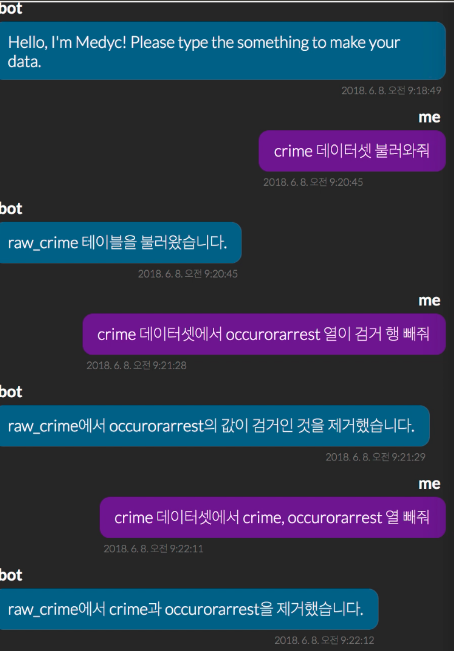 bot
Hello, I'm Medyc! Please type the something to make your
data.
2018. 6. 8. 오전 9:18:49
me
crime 데이터셋 불러와줘
2018. 6. 8. 오전 9:20:45
bot
raw_crime 테이블을 불러왔습니다.
2018. 6. 8. 오전 9:20:45
me
crime 데이터셋에서 occurorarrest 열이 검거 행 빼줘
2018. 6. 8. 오전 9:21:28
bot
raw_crime에서 occurorarrest의 값이 검거인 것을 제거했습니다.
2018. 6. 8. 오전 9:21:29
me
crime 데이터셋에서 crime, occurorarrest 열 빼줘
2018. 6. 8. 오전 9:22:11
bot
raw_crime에서 crime과 occurorarrest을 제거했습니다.
2018. 6. 8. 오전 9:22:12